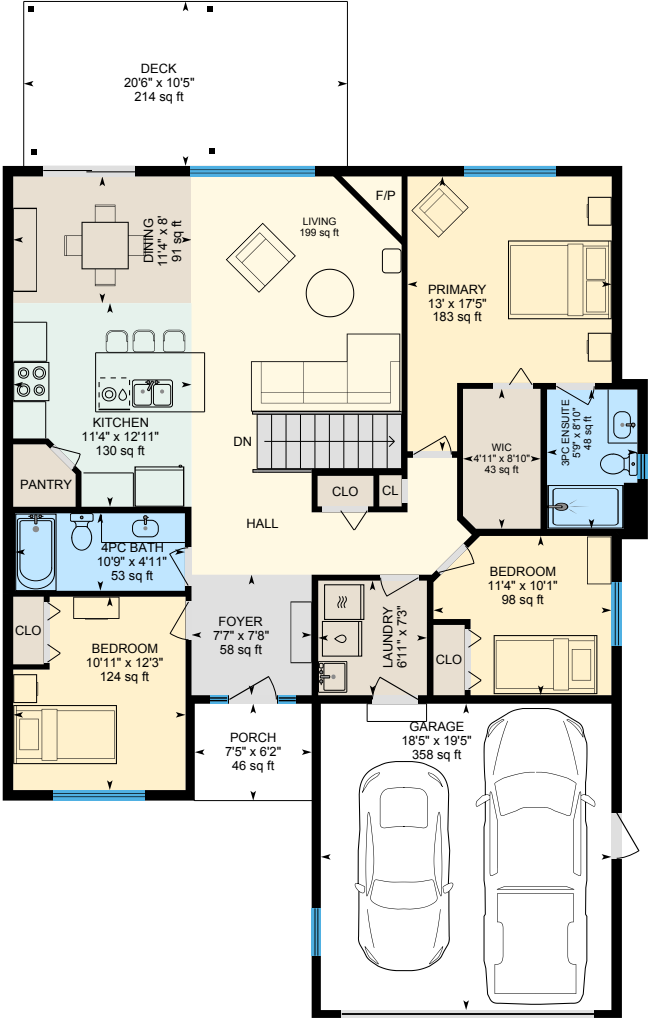 DECK
20'6" x 10'5"
214 sq ft
F/P
LIVING
199 sq ft
DINING
11'4" x 8'
91 sq ft
PRIMARY
13' x 17'5"
183 sq ft
KITCHEN
11'4" x 12'11"
130 sq ft
DN
WIC
4'11" x 8'10"
43 sq ft
3PC ENSUITE
5'9" x 8'10"
48 sq ft
PANTRY
CLO
CL
HALL
4PC BATH
10'9" x 4'11"
53 sq ft
BEDROOM
11'4" x 10'1"
98 sq ft
CLO
FOYER
7'7" x 7'8"
58 sq ft
LAUNDRY
6'11" x 7'3"
BEDROOM
10'11" x 12'3"
124 sq ft
CLO
PORCH
7'5" x 6'2"
46 sq ft
GARAGE
18'5" x 19'5"
358 sq ft